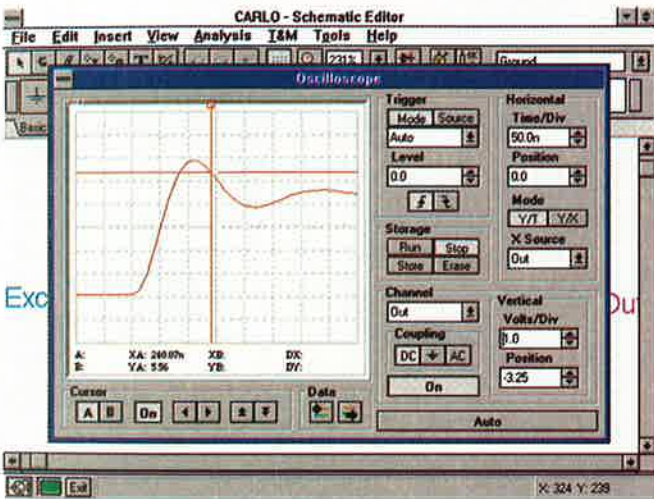 CARLO - Schematic Editor
File Edit Insert View Analysis T&M Tools Help
231%
Ground
Basic
Oscilloscope
Trigger
Mode Source
Auto
Level
0.0
Horizontal
Time/Div
50.0n
Position
0.0
Mode
Y/T Y/X
X Source
Out
Storage
Run Stop
Store Erase
Channel
Out
Coupling
DC AC
On
Vertical
Volts/Div
1.0
Position
-3.25
Auto
Exc
Out
A: XA: 240.07n XB: DX:
B: YA: 5.56 YB: DY:
Cursor
A B On
Data
Exit
X: 324 Y: 239